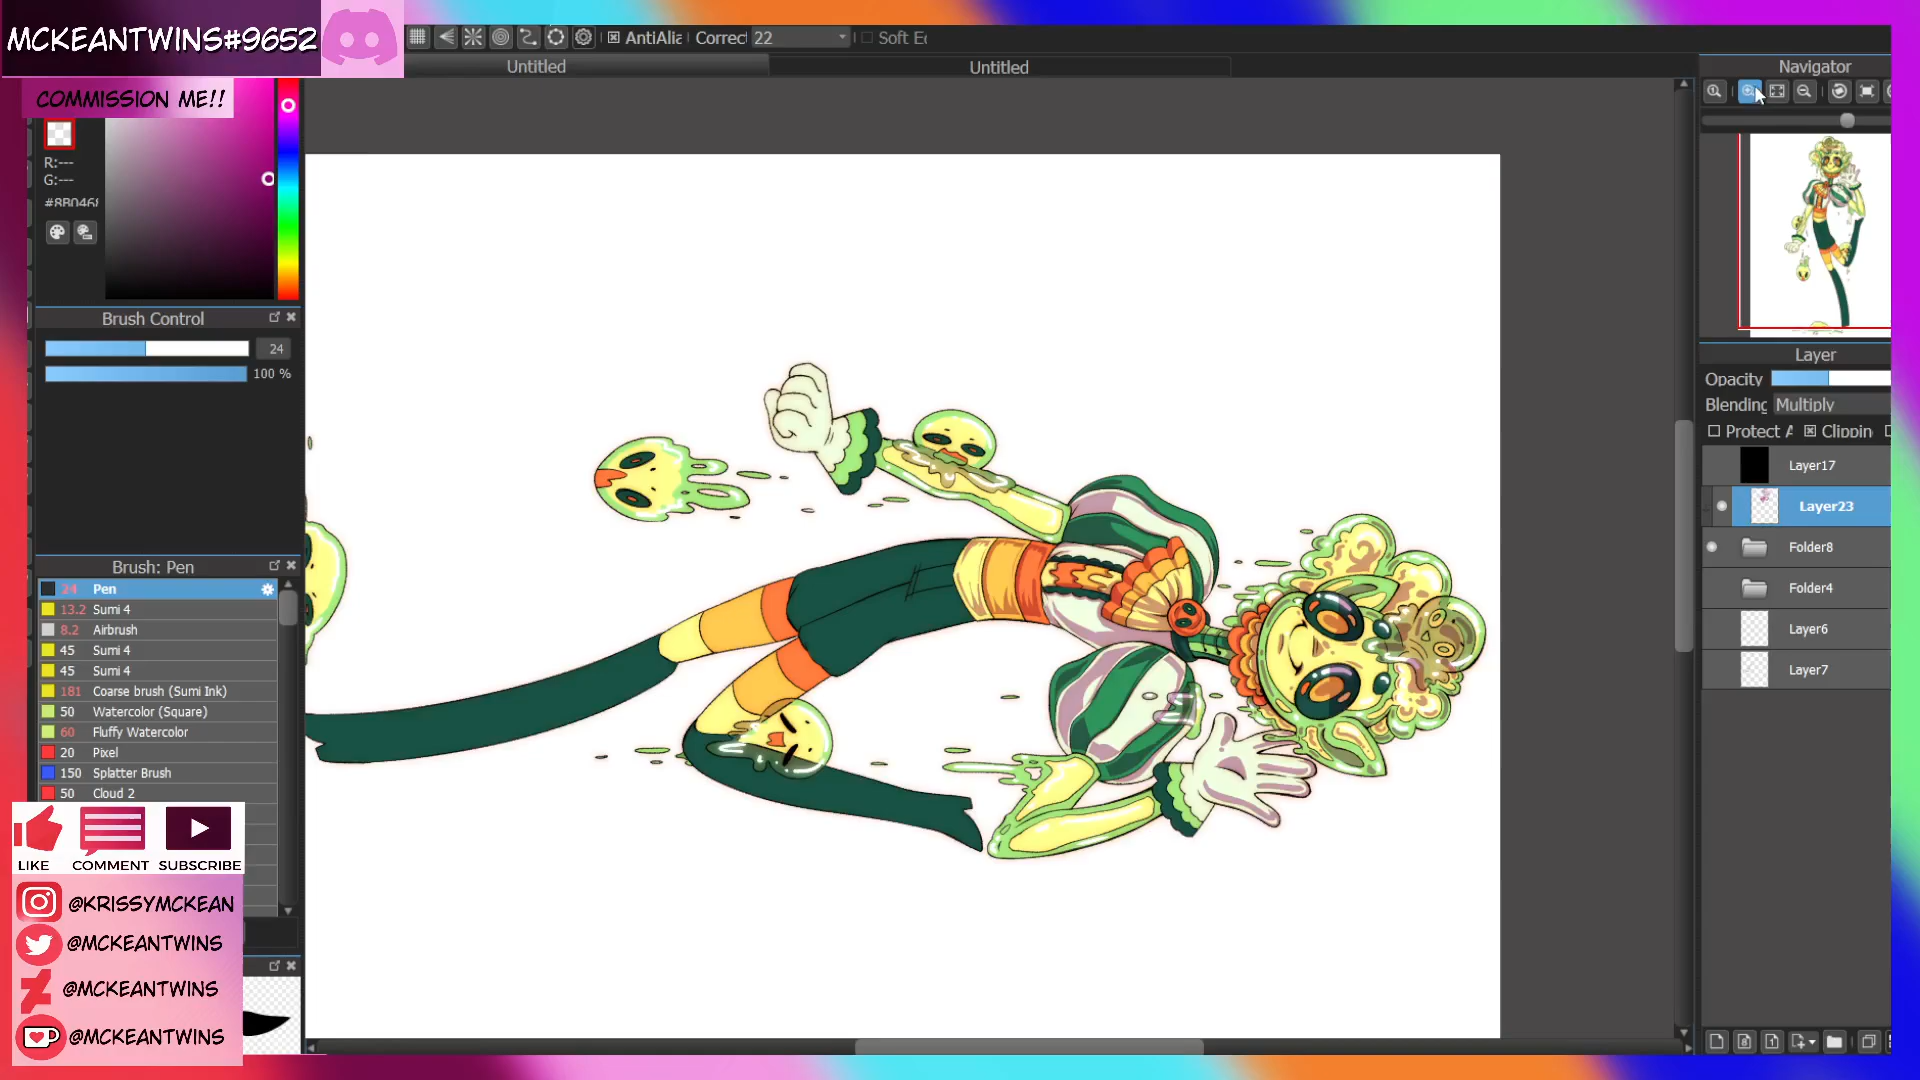 MCKEANTWINS#9652
COMMISSION ME!!
AntiAlia
Correct
22
Soft Ed
Untitled
Untitled
R:---
G:---
#8B046
Brush Control
24
100 %
Brush: Pen
24 Pen
13.2 Sumi 4
8.2 Airbrush
45 Sumi 4
45 Sumi 4
181 Coarse brush (Sumi Ink)
50 Watercolor (Square)
60 Fluffy Watercolor
20 Pixel
150 Splatter Brush
50 Cloud 2
LIKE COMMENT SUBSCRIBE
@KRISSYMCKEAN
@MCKEANTWINS
@MCKEANTWINS
@MCKEANTWINS
Navigator
Layer
Opacity
Blending Multiply
Protect A
Clippin
Layer17
Layer23
Folder8
Folder4
Layer6
Layer7